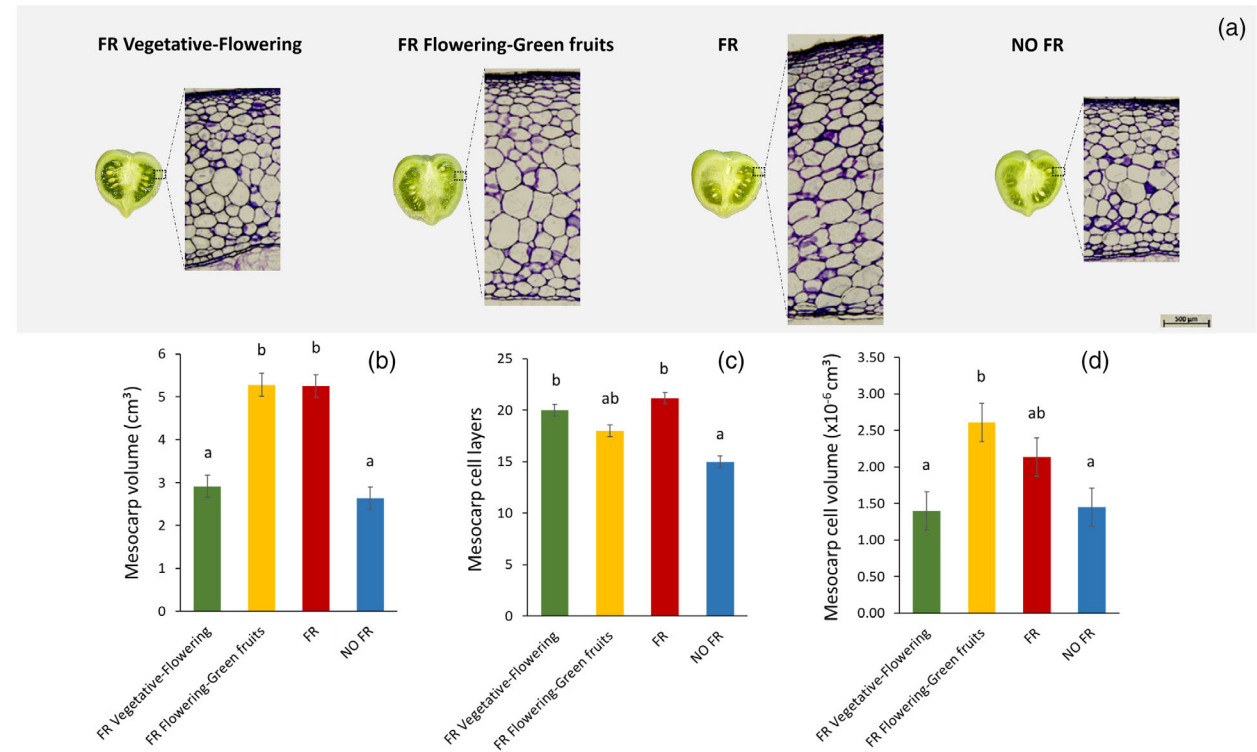 (a)
FR Vegetative-Flowering
FR Flowering-Green fruits
FR
NO FR
500 µm
(b)
Mesocarp volume (cm³)
6
5
4
3
2
1
0
a
b
b
a
FR Vegetative-Flowering
FR Flowering-Green fruits
FR
NO FR
(c)
Mesocarp cell layers
25
20
15
10
5
0
b
ab
b
a
FR Vegetative-Flowering
FR Flowering-Green fruits
FR
NO FR
(d)
Mesocarp cell volume (x10⁻⁶ cm³)
3.50
3.00
2.50
2.00
1.50
1.00
0.50
0.00
a
b
ab
a
FR Vegetative-Flowering
FR Flowering-Green fruits
FR
NO FR